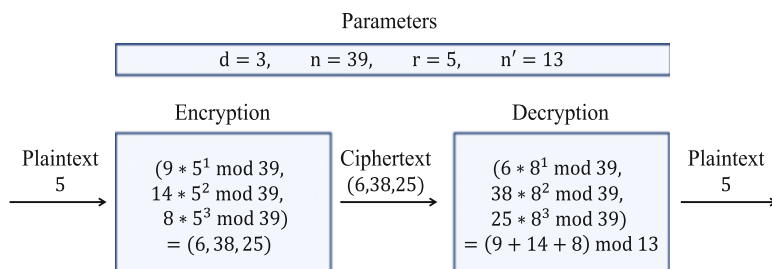 Parameters
d = 3, n = 39, r = 5, n′ = 13
Encryption
Decryption
Plaintext
5
(9 * 5¹ mod 39,
14 * 5² mod 39,
8 * 5³ mod 39)
= (6, 38, 25)
Ciphertext
(6,38,25)
(6 * 8¹ mod 39,
38 * 8² mod 39,
25 * 8³ mod 39)
= (9 + 14 + 8) mod 13
Plaintext
5